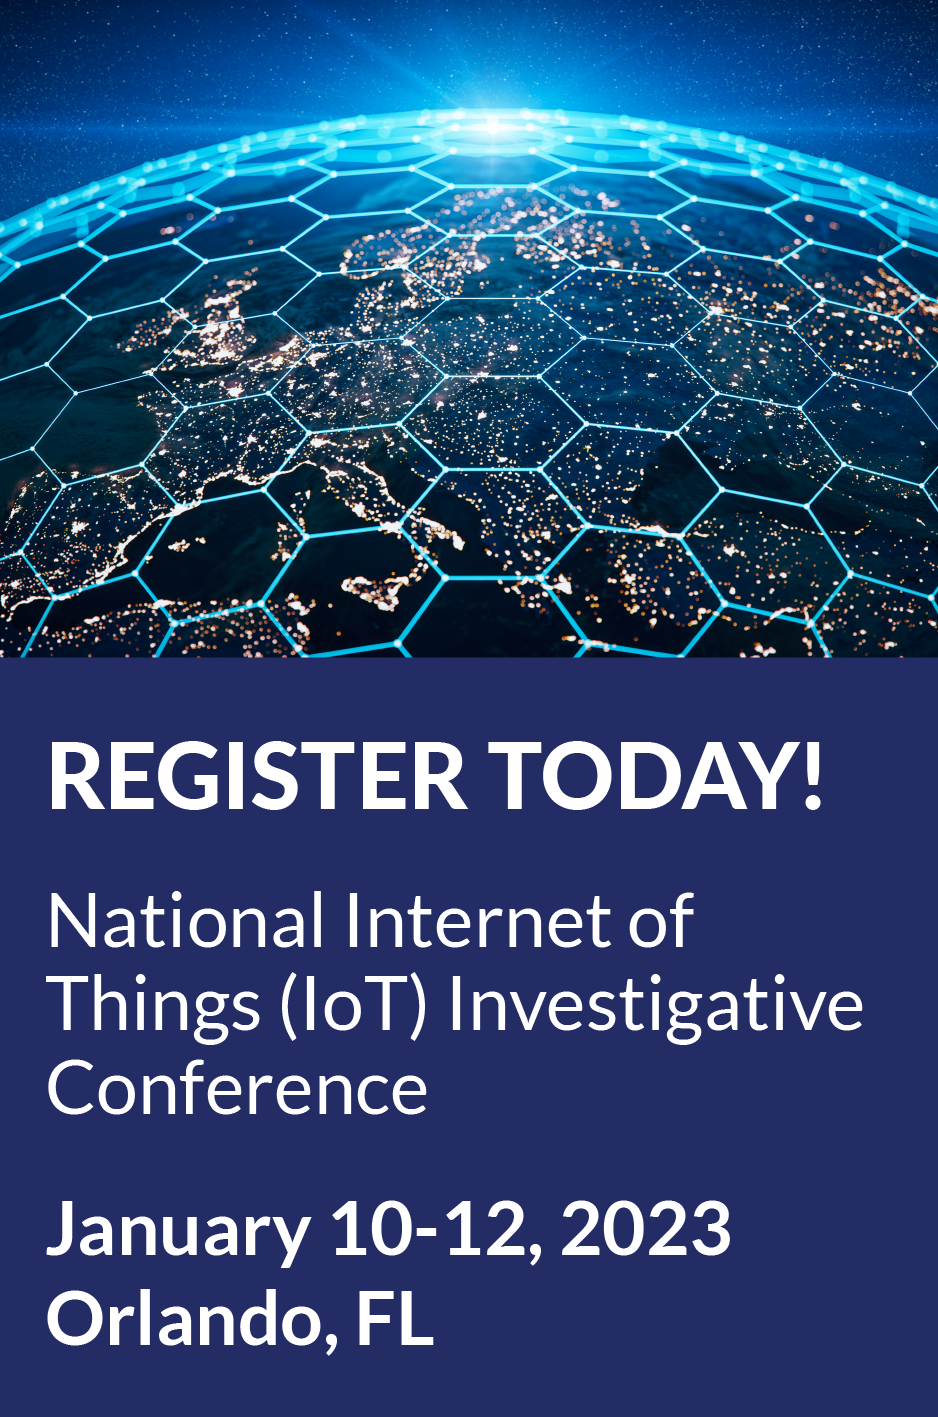 REGISTER TODAY!
National Internet of
Things (IoT) Investigative
Conference
January 10-12, 2023
Orlando, FL